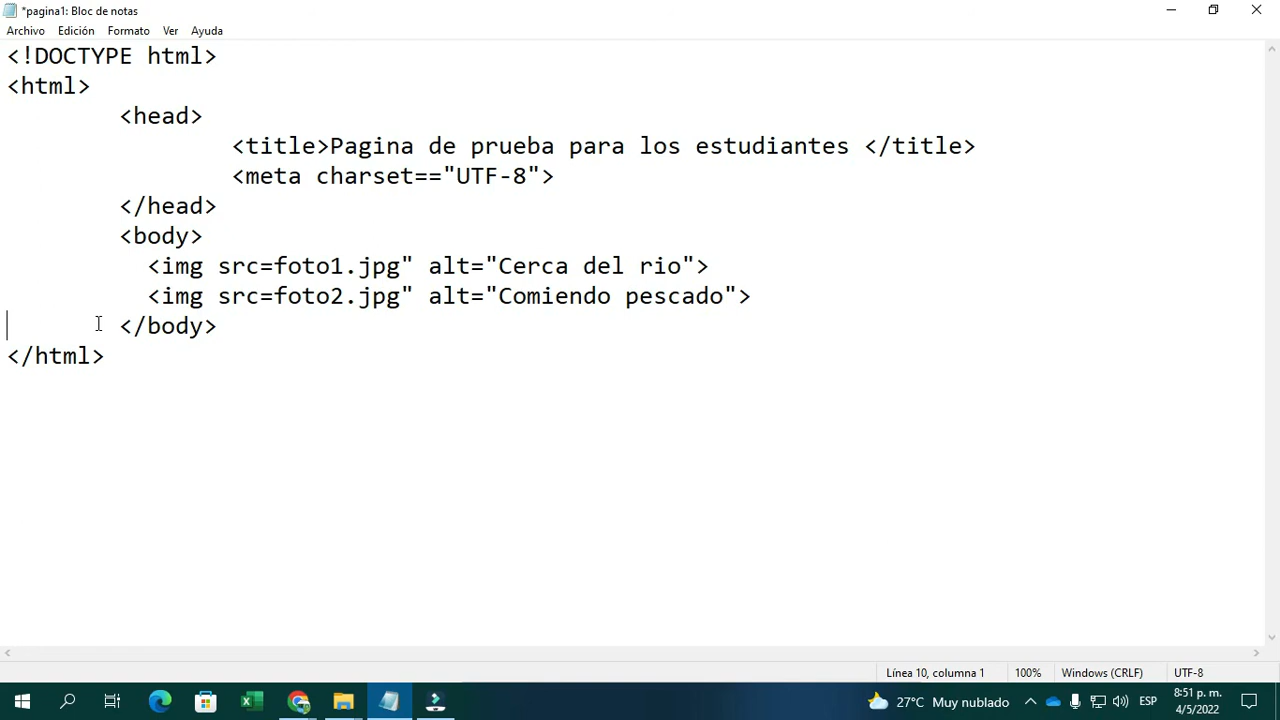 *pagina1: Bloc de notas
Archivo Edición Formato Ver Ayuda
<!DOCTYPE html>
<html>
<head>
<title>Pagina de prueba para los estudiantes </title>
<meta charset=="UTF-8">
</head>
<body>
<img src=foto1.jpg" alt="Cerca del rio">
<img src=foto2.jpg" alt="Comiendo pescado">
</body>
</html>
Línea 10, columna 1 100% Windows (CRLF) UTF-8
27°C Muy nublado ESP 8:51 p. m.
4/5/2022